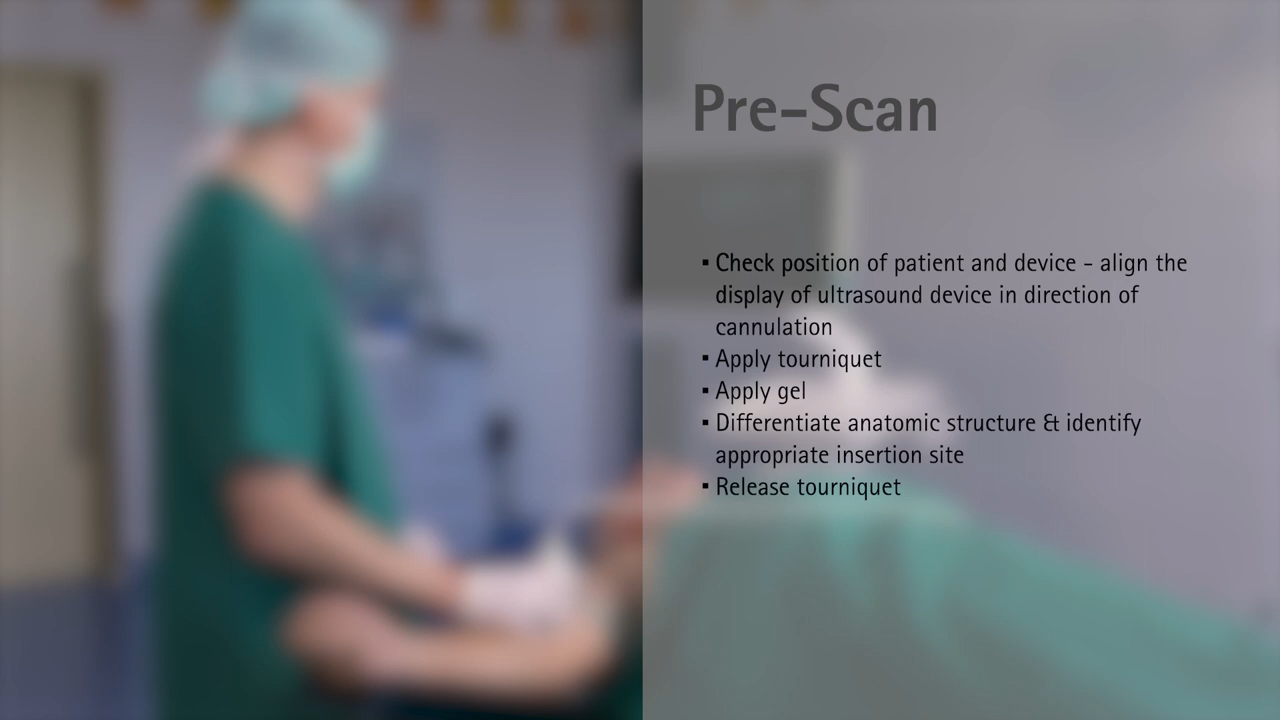 Pre-Scan
▪ Check position of patient and device - align the
display of ultrasound device in direction of
cannulation
▪ Apply tourniquet
▪ Apply gel
▪ Differentiate anatomic structure & identify
appropriate insertion site
▪ Release tourniquet